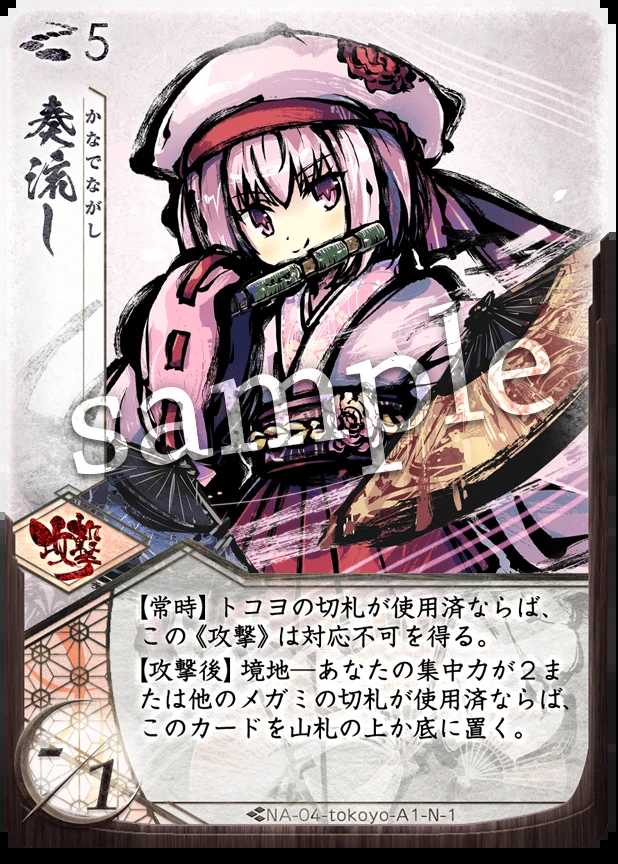 5
奏流し
かなでながし
sample
攻撃
【常時】トコヨの切札が使用済ならば、
この《攻撃》は対応不可を得る。
【攻撃後】境地─あなたの集中力が２ま
たは他のメガミの切札が使用済ならば、
このカードを山札の上か底に置く。
-/1
NA-04-tokoyo-A1-N-1